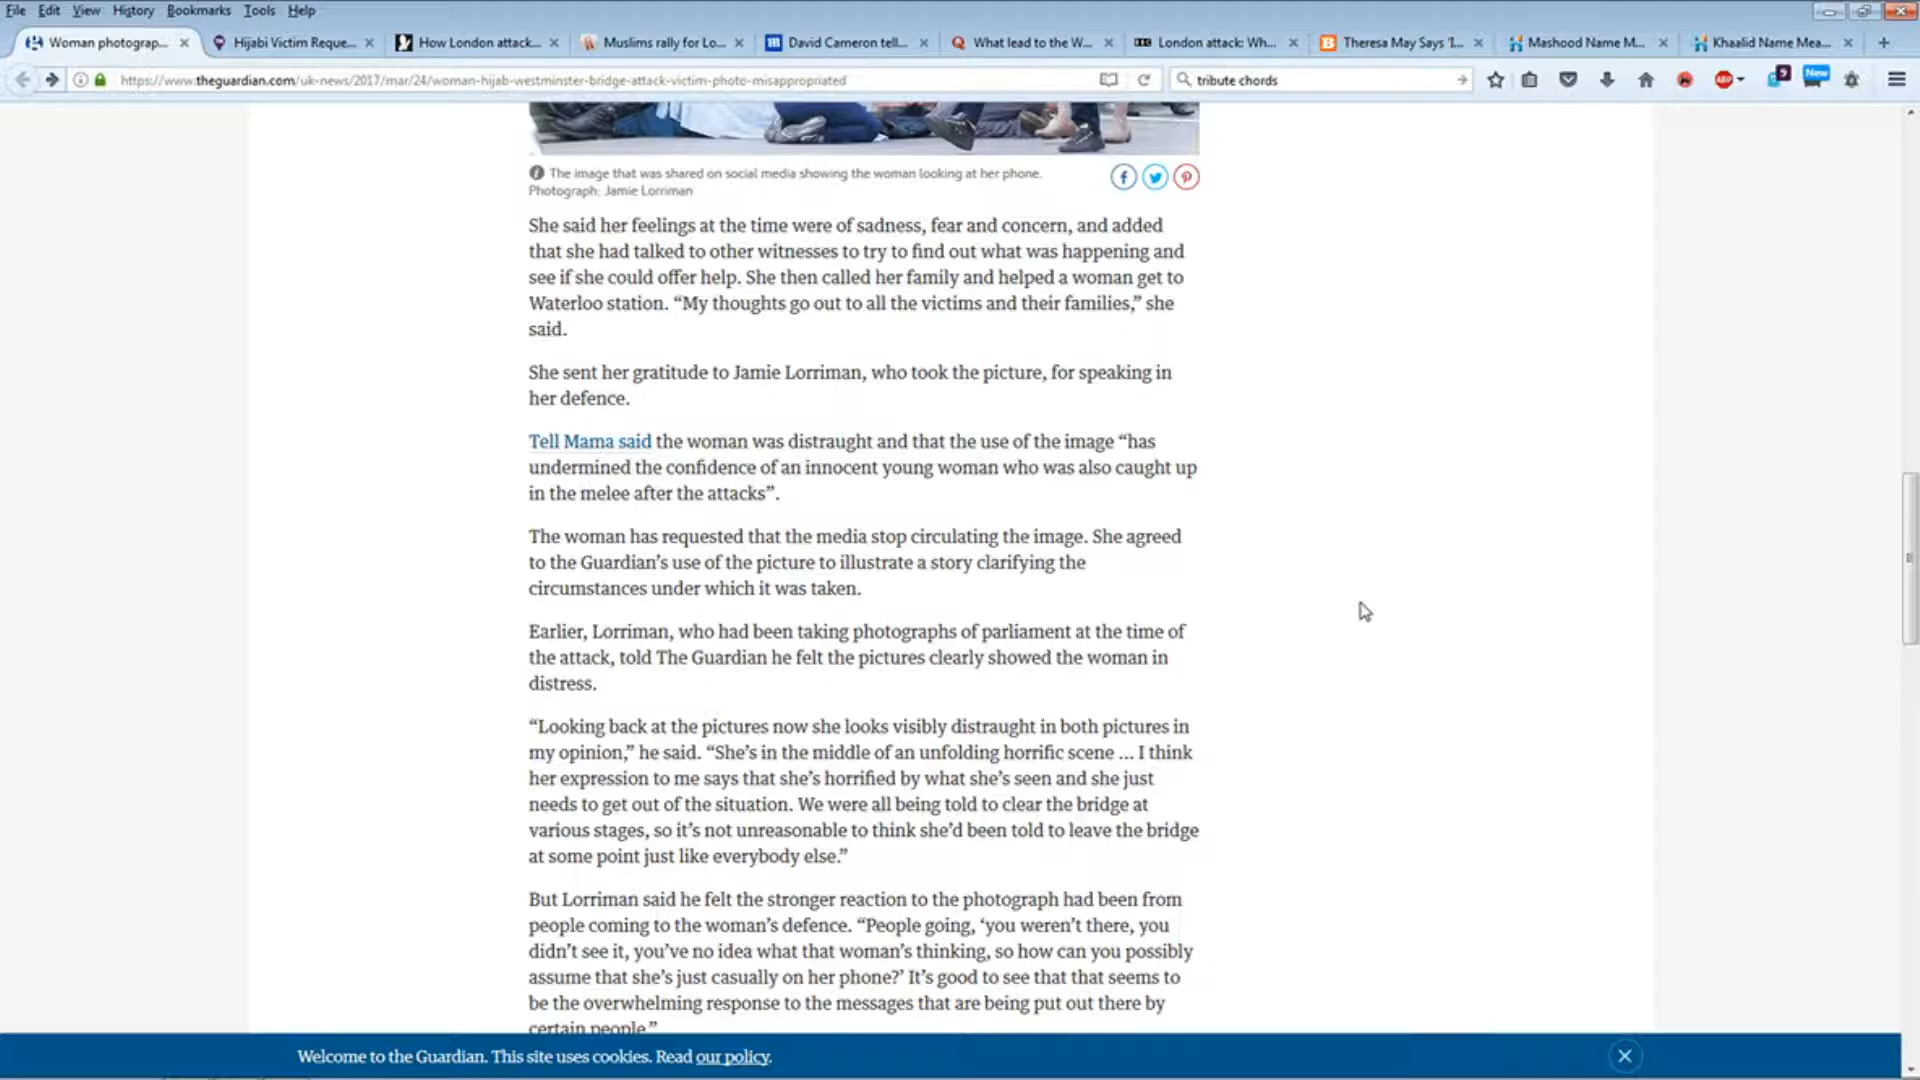 File Edit View History Bookmarks Tools Help
Woman photograp... Hijabi Victim Reque... How London attack... Muslims rally for Lo... David Cameron tell... What lead to the W... London attack: Wh... Theresa May Says 'I... Mashood Name M... Khaalid Name Mea...
https://www.theguardian.com/uk-news/2017/mar/24/woman-hijab-westminster-bridge-attack-victim-photo-misappropriated tribute chords ABP 9 New
The image that was shared on social media showing the woman looking at her phone.
Photograph: Jamie Lorriman
She said her feelings at the time were of sadness, fear and concern, and added
that she had talked to other witnesses to try to find out what was happening and
see if she could offer help. She then called her family and helped a woman get to
Waterloo station. “My thoughts go out to all the victims and their families,” she
said.
She sent her gratitude to Jamie Lorriman, who took the picture, for speaking in
her defence.
Tell Mama said the woman was distraught and that the use of the image “has
undermined the confidence of an innocent young woman who was also caught up
in the melee after the attacks”.
The woman has requested that the media stop circulating the image. She agreed
to the Guardian’s use of the picture to illustrate a story clarifying the
circumstances under which it was taken.
Earlier, Lorriman, who had been taking photographs of parliament at the time of
the attack, told The Guardian he felt the pictures clearly showed the woman in
distress.
“Looking back at the pictures now she looks visibly distraught in both pictures in
my opinion,” he said. “She’s in the middle of an unfolding horrific scene ... I think
her expression to me says that she’s horrified by what she’s seen and she just
needs to get out of the situation. We were all being told to clear the bridge at
various stages, so it’s not unreasonable to think she’d been told to leave the bridge
at some point just like everybody else.”
But Lorriman said he felt the stronger reaction to the photograph had been from
people coming to the woman’s defence. “People going, ‘you weren’t there, you
didn’t see it, you’ve no idea what that woman’s thinking, so how can you possibly
assume that she’s just casually on her phone?’ It’s good to see that that seems to
be the overwhelming response to the messages that are being put out there by
certain people.”
Welcome to the Guardian. This site uses cookies. Read our policy.